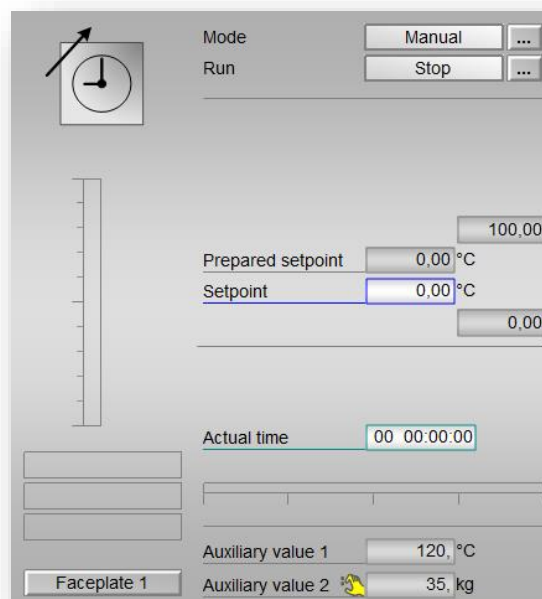 Mode Manual ...
Run Stop ...
100,00
Prepared setpoint 0,00 °C
Setpoint 0,00 °C
0,00
Actual time 00 00:00:00
Auxiliary value 1 120, °C
Faceplate 1 Auxiliary value 2 35, kg